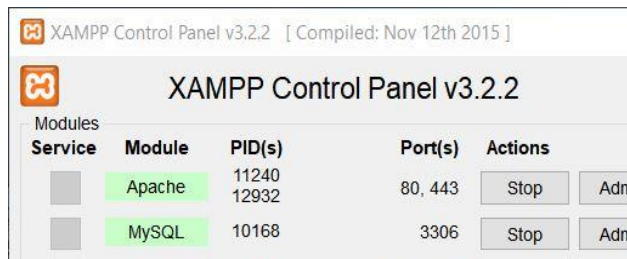 XAMPP Control Panel v3.2.2 [ Compiled: Nov 12th 2015 ]
XAMPP Control Panel v3.2.2
Modules
Service Module PID(s) Port(s) Actions
Apache 11240 12932 80, 443 Stop
MySQL 10168 3306 Stop